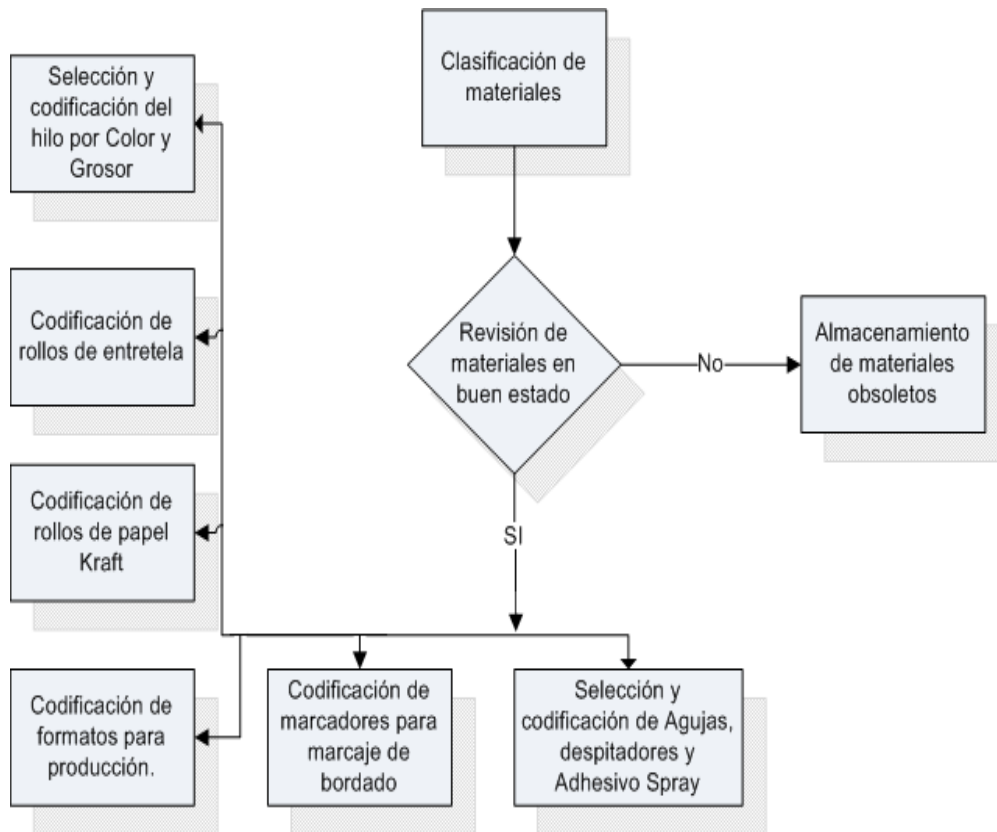 Clasificación de
materiales
Selección y
codificación del
hilo por Color y
Grosor
Codificación de
rollos de entretela
Revisión de
materiales en
buen estado
No
Almacenamiento
de materiales
obsoletos
Codificación de
rollos de papel
Kraft
SI
Codificación de
formatos para
producción.
Codificación de
marcadores para
marcaje de
bordado
Selección y
codificación de Agujas,
despitadores y
Adhesivo Spray